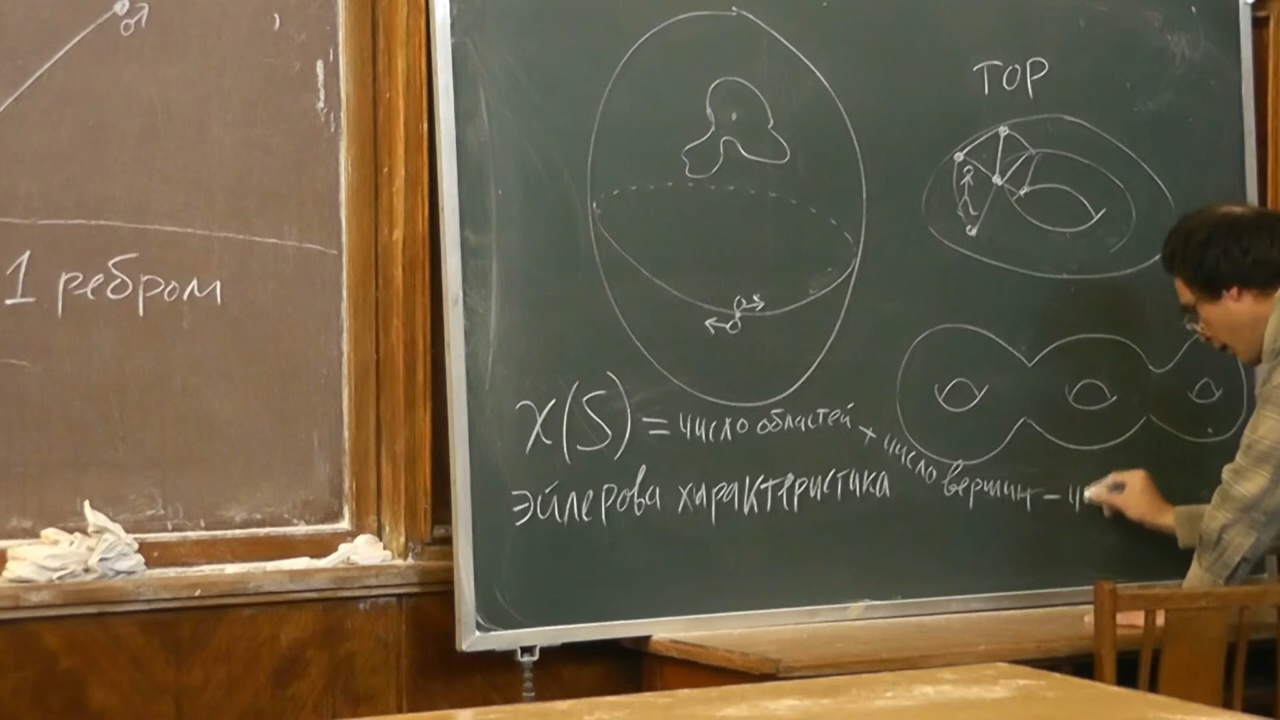 1 ребром
ТОР
χ(S) = число областей + число вершин – ч
эйлерова характеристика